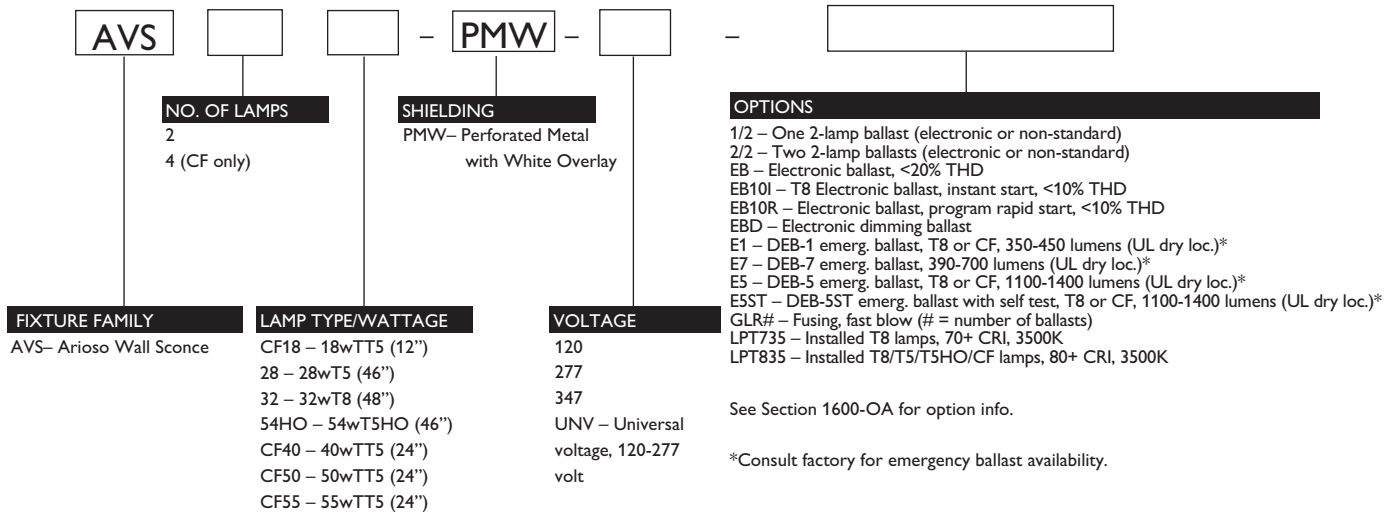 AVS – PMW – –
NO. OF LAMPS
2
4 (CF only)
SHIELDING
PMW– Perforated Metal
with White Overlay
OPTIONS
1/2 – One 2-lamp ballast (electronic or non-standard)
2/2 – Two 2-lamp ballasts (electronic or non-standard)
EB – Electronic ballast, <20% THD
EB10I – T8 Electronic ballast, instant start, <10% THD
EB10R – Electronic ballast, program rapid start, <10% THD
EBD – Electronic dimming ballast
E1 – DEB-1 emerg. ballast, T8 or CF, 350-450 lumens (UL dry loc.)*
E7 – DEB-7 emerg. ballast, 390-700 lumens (UL dry loc.)*
E5 – DEB-5 emerg. ballast, T8 or CF, 1100-1400 lumens (UL dry loc.)*
E5ST – DEB-5ST emerg. ballast with self test, T8 or CF, 1100-1400 lumens (UL dry loc.)*
GLR# – Fusing, fast blow (# = number of ballasts)
LPT735 – Installed T8 lamps, 70+ CRI, 3500K
LPT835 – Installed T8/T5/T5HO/CF lamps, 80+ CRI, 3500K
See Section 1600-OA for option info.
*Consult factory for emergency ballast availability.
FIXTURE FAMILY
AVS– Arioso Wall Sconce
LAMP TYPE/WATTAGE
CF18 – 18wTT5 (12”)
28 – 28wT5 (46”)
32 – 32wT8 (48”)
54HO – 54wT5HO (46”)
CF40 – 40wTT5 (24”)
CF50 – 50wTT5 (24”)
CF55 – 55wTT5 (24”)
VOLTAGE
120
277
347
UNV – Universal
voltage, 120-277
volt